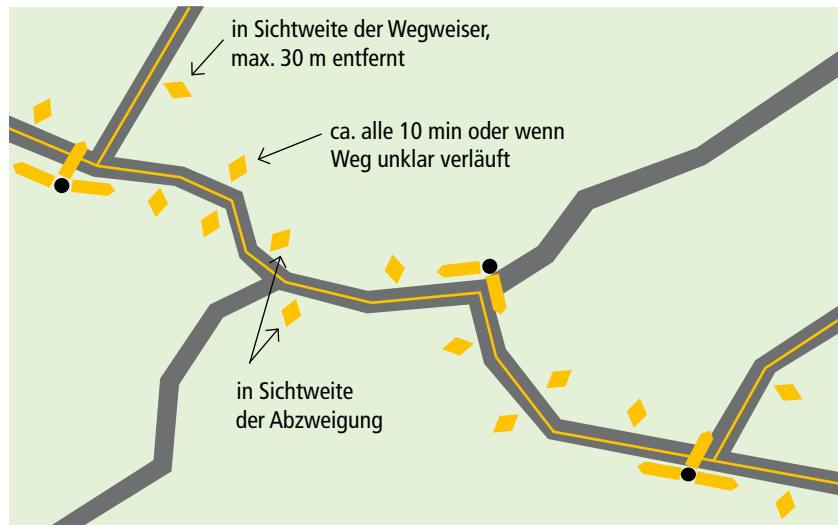 in Sichtweite der Wegweiser,
max. 30 m entfernt
ca. alle 10 min oder wenn
Weg unklar verläuft
in Sichtweite
der Abzweigung